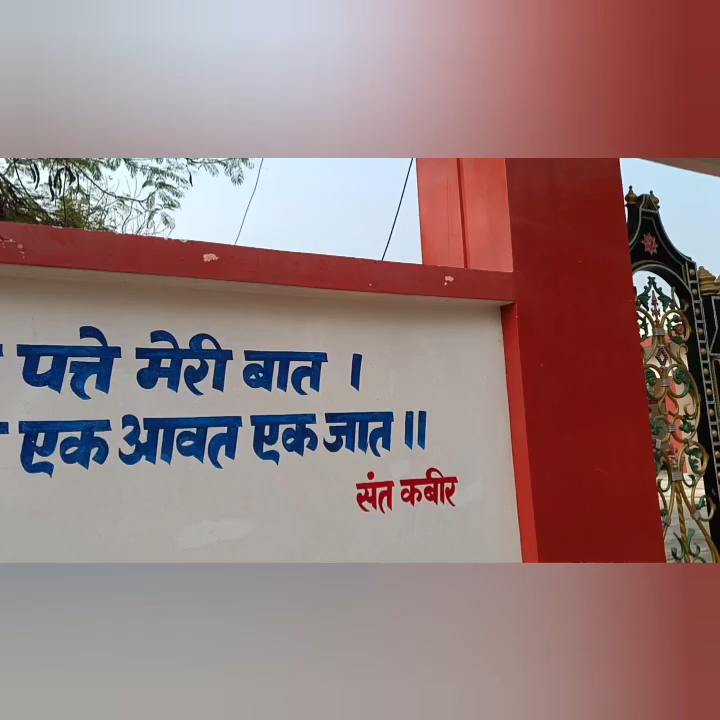 पत्ते मेरी बात ।
एक आवत एक जात ॥
संत कबीर